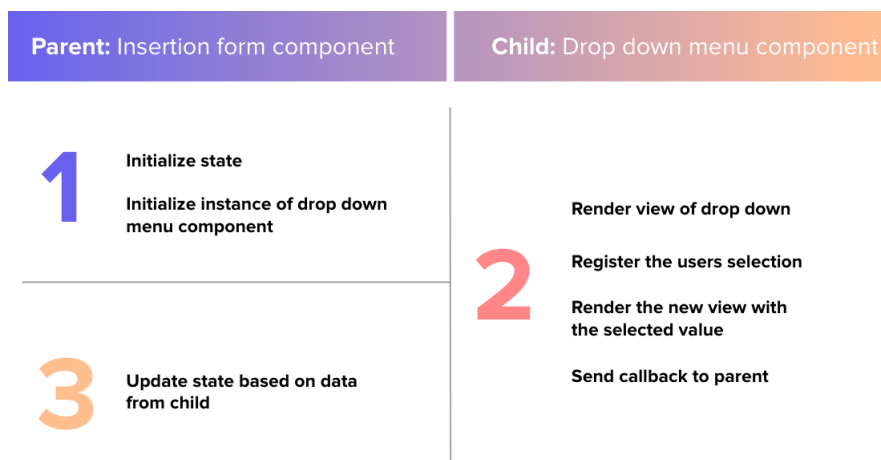 Parent: Insertion form component
Child: Drop down menu component
1
Initialize state
Initialize instance of drop down
menu component
2
Render view of drop down
Register the users selection
Render the new view with
the selected value
Send callback to parent
3
Update state based on data
from child